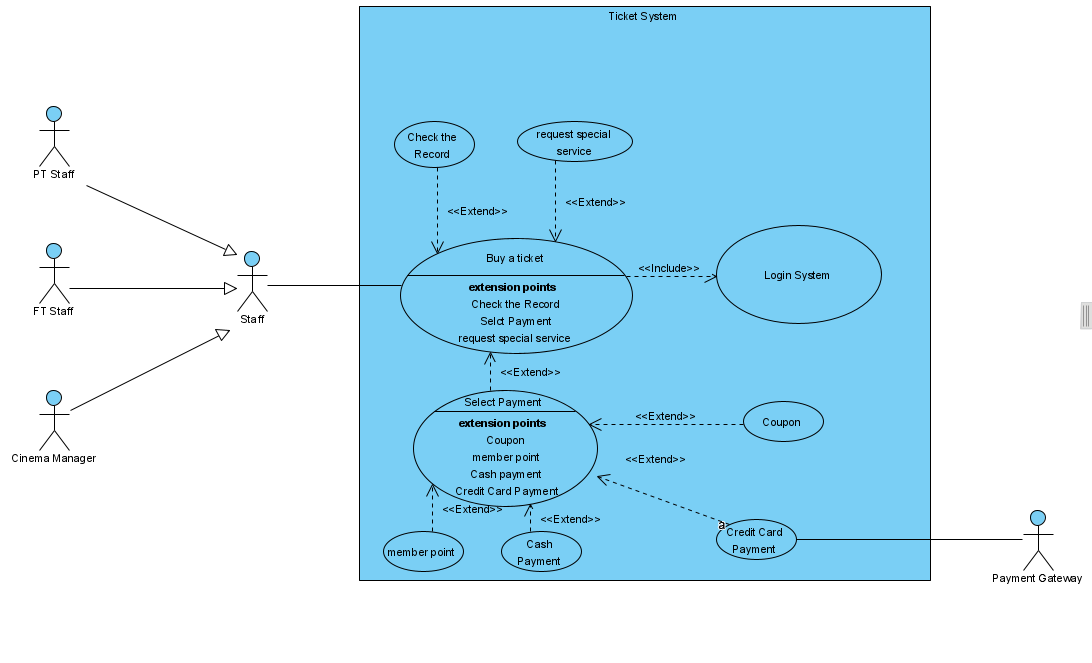 Ticket System
Check the
Record
request special
service
PT Staff
<<Extend>>
<<Extend>>
FT Staff
Staff
Buy a ticket
extension points
Check the Record
Selct Payment
request special service
<<Include>>
Login System
<<Extend>>
Cinema Manager
Select Payment
extension points
Coupon
member point
Cash payment
Credit Card Payment
<<Extend>>
Coupon
<<Extend>>
<<Extend>>
<<Extend>>
member point
Cash
Payment
a>
Credit Card
Payment
Payment Gateway